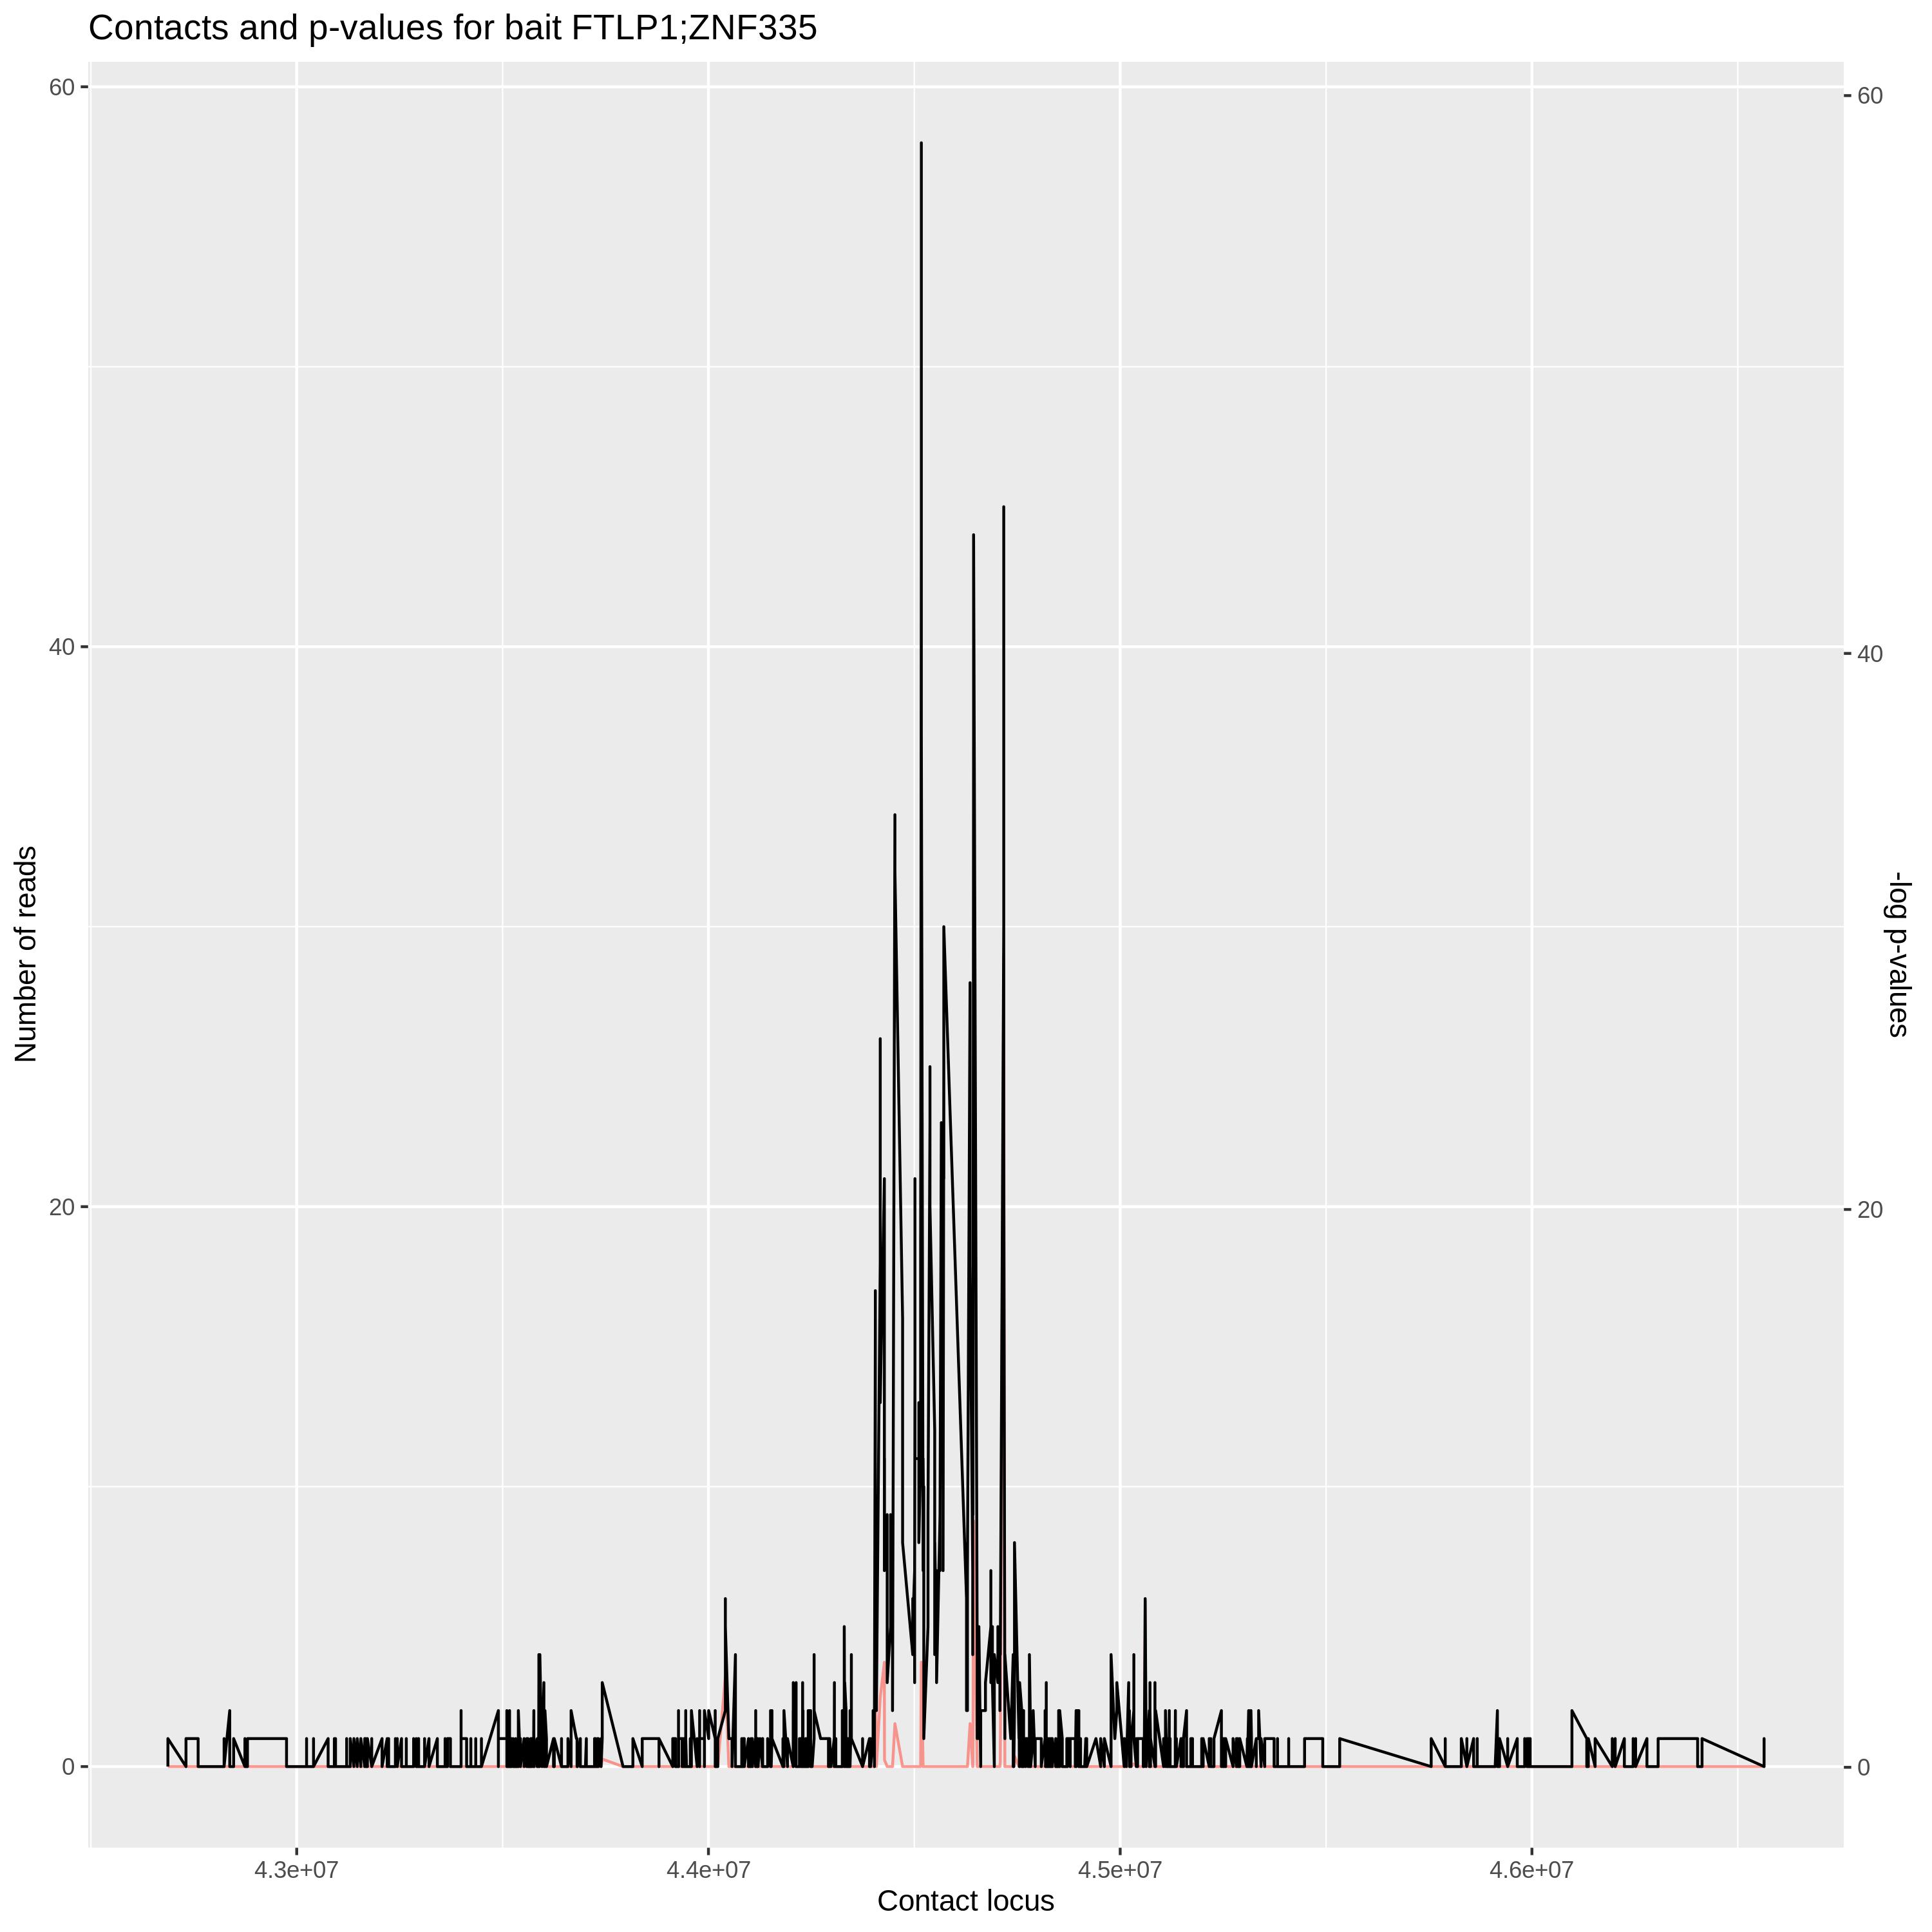 Contacts and p-values for bait FTLP1;ZNF335
60
40
20
0
Number of reads
60
40
20
0
-log p-values
4.3e+07
4.4e+07
4.5e+07
4.6e+07
Contact locus